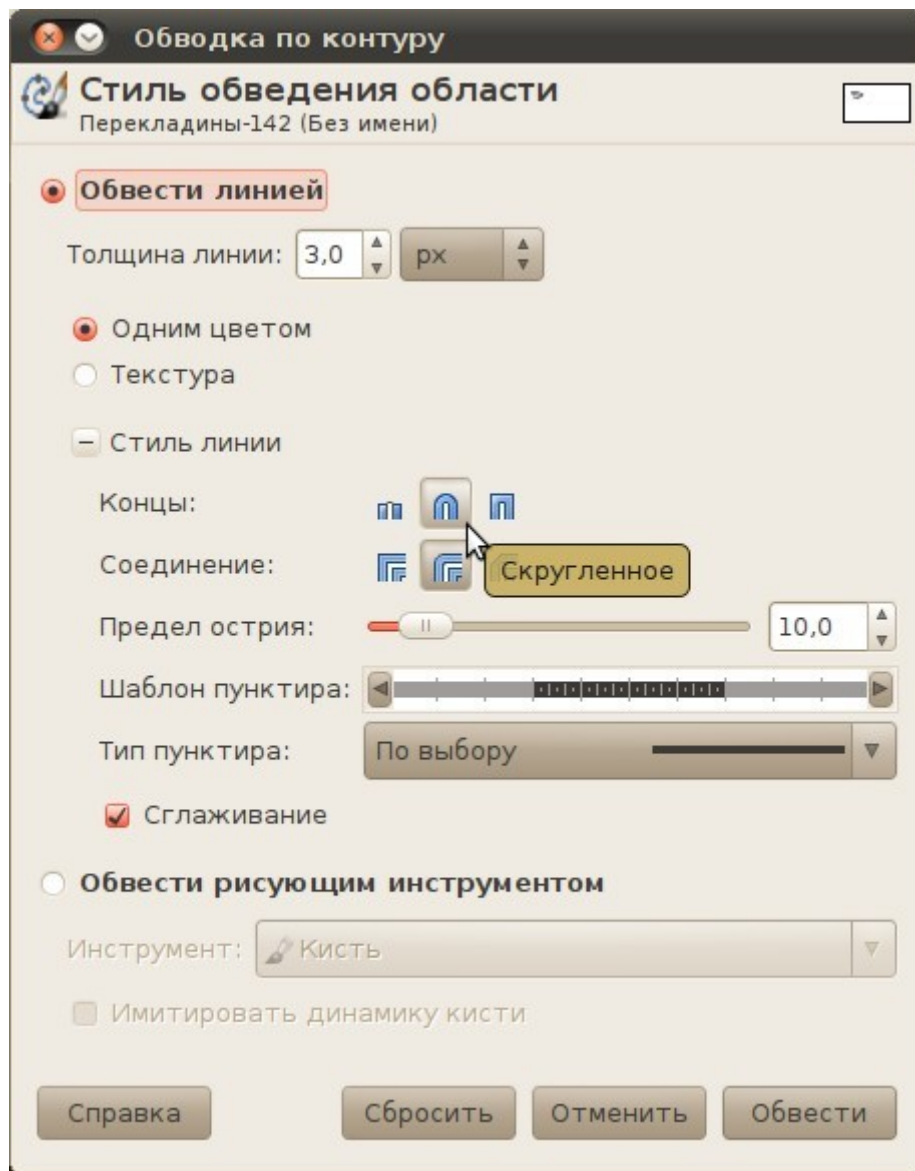 Обводка по контуру
Стиль обведения области
Перекладины-142 (Без имени)
Обвести линией
Толщина линии: 3,0 px
Одним цветом
Текстура
Стиль линии
Концы:
Соединение:
Скругленное
Предел острия: 10,0
Шаблон пунктира:
Тип пунктира: По выбору
Сглаживание
Обвести рисующим инструментом
Инструмент: Кисть
Имитировать динамику кисти
Справка Сбросить Отменить Обвести